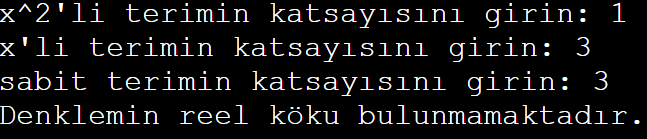 x^2'li terimin katsayısını girin: 1
x'li terimin katsayısını girin: 3
sabit terimin katsayısını girin: 3
Denklemin reel köku bulunmamaktadır.